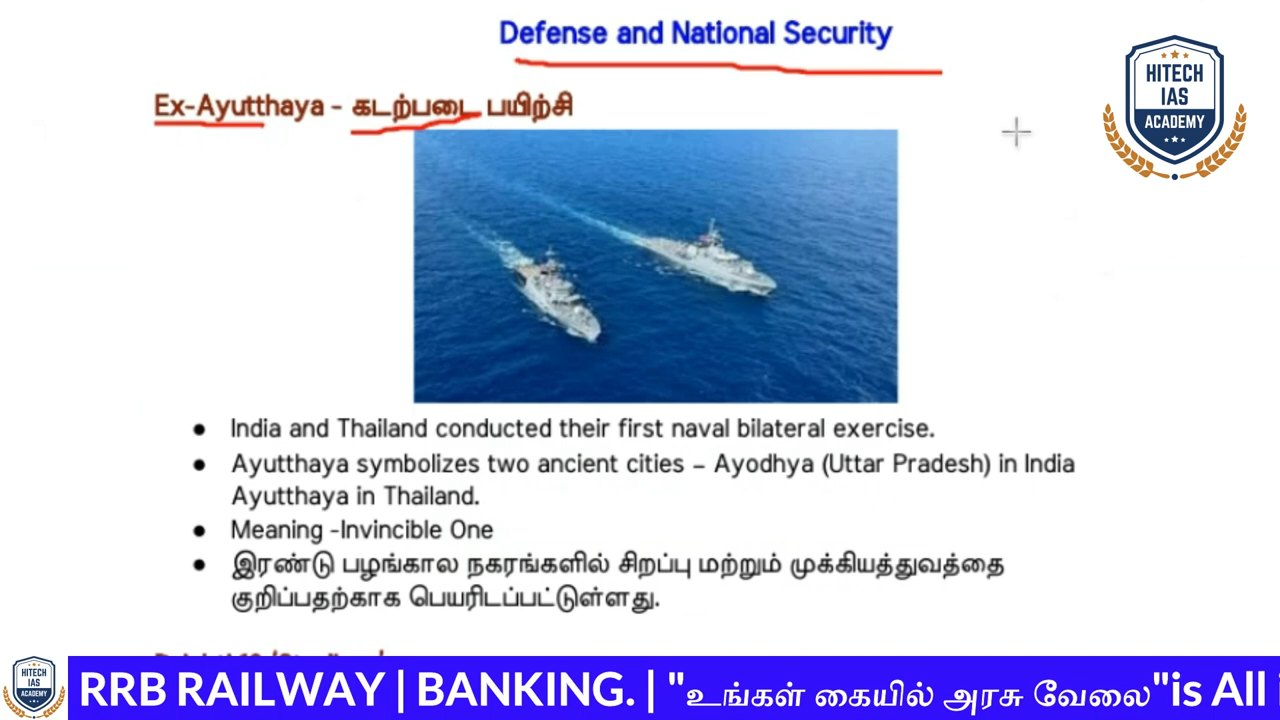 Defense and National Security
HITECH
IAS
ACADEMY
Ex-Ayutthaya - கடற்படை பயிற்சி
● India and Thailand conducted their first naval bilateral exercise.
● Ayutthaya symbolizes two ancient cities – Ayodhya (Uttar Pradesh) in India
Ayutthaya in Thailand.
● Meaning -Invincible One
● இரண்டு பழங்கால நகரங்களில் சிறப்பு மற்றும் முக்கியத்துவத்தை
குறிப்பதற்காக பெயரிடப்பட்டுள்ளது.
HITECH
IAS
ACADEMY
RRB RAILWAY | BANKING. | "உங்கள் கையில் அரசு வேலை"is All